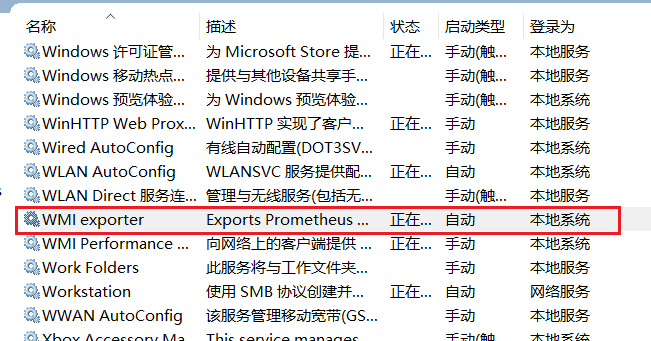 名称 描述 状态 启动类型 登录为
Windows 许可证管... 为 Microsoft Store 提... 正在... 手动(触... 本地服务
Windows 移动热点... 提供与其他设备共享手... 手动(触... 本地服务
Windows 预览体验... 为 Windows 预览体验... 手动(触... 本地系统
WinHTTP Web Prox... WinHTTP 实现了客户... 正在... 手动 本地服务
Wired AutoConfig 有线自动配置(DOT3SV... 手动 本地系统
WLAN AutoConfig WLANSVC 服务提供配... 正在... 自动 本地系统
WLAN Direct 服务连... 管理与无线服务(包括无... 手动(触... 本地服务
WMI exporter Exports Prometheus ... 正在... 自动 本地系统
WMI Performance ... 向网络上的客户端提供 ... 正在... 手动 本地系统
Work Folders 此服务将与工作文件夹... 手动 本地服务
Workstation 使用 SMB 协议创建并... 正在... 自动 网络服务
WWAN AutoConfig 该服务管理移动宽带(GS... 手动 本地系统
Xbox Accessory Ma... This service manages... 手动(触... 本地系统